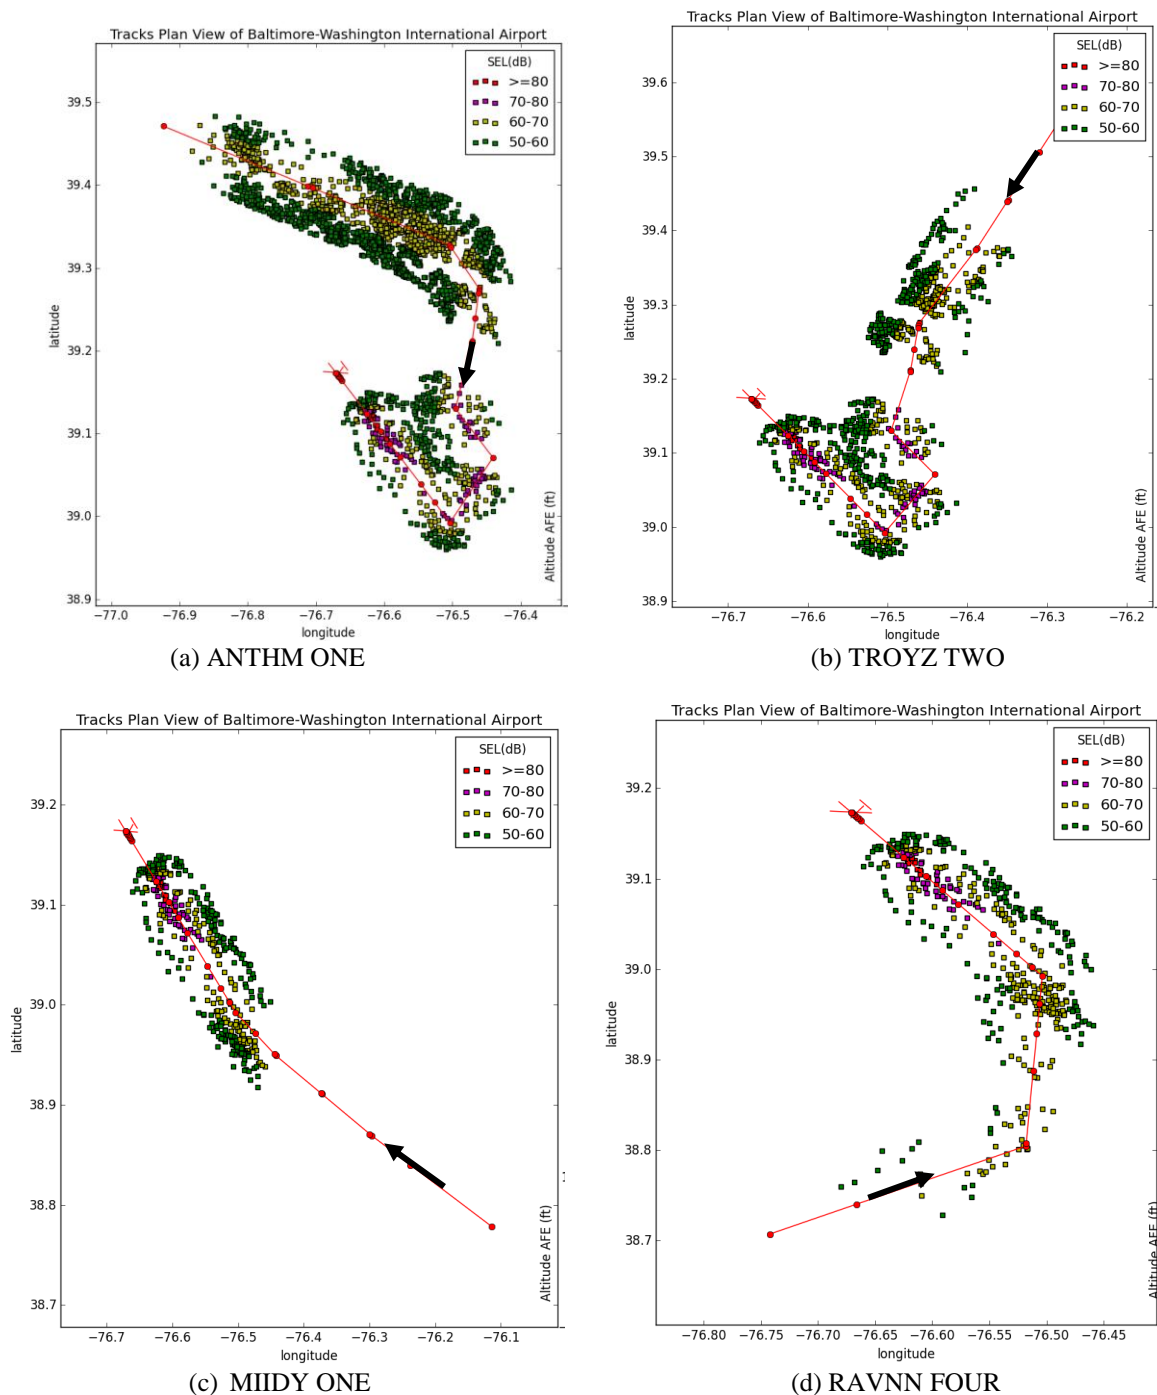 Tracks Plan View of Baltimore-Washington International Airport
SEL(dB)
>=80
70-80
60-70
50-60
39.5
39.4
39.3
39.2
39.1
39.0
38.9
latitude
Altitude AFE (ft)
−77.0 −76.9 −76.8 −76.7 −76.6 −76.5 −76.4
longitude
(a) ANTHM ONE
Tracks Plan View of Baltimore-Washington International Airport
SEL(dB)
>=80
70-80
60-70
50-60
39.6
39.5
39.4
39.3
39.2
39.1
39.0
38.9
latitude
Altitude AFE (ft)
−76.7 −76.6 −76.5 −76.4 −76.3 −76.2
longitude
(b) TROYZ TWO
Tracks Plan View of Baltimore-Washington International Airport
SEL(dB)
>=80
70-80
60-70
50-60
39.2
39.1
39.0
38.9
38.8
38.7
latitude
Altitude AFE (ft)
−76.7 −76.6 −76.5 −76.4 −76.3 −76.2 −76.1
longitude
(c) MIIDY ONE
Tracks Plan View of Baltimore-Washington International Airport
SEL(dB)
>=80
70-80
60-70
50-60
39.2
39.1
39.0
38.9
38.8
38.7
latitude
Altitude AFE (ft)
−76.80 −76.75 −76.70 −76.65 −76.60 −76.55 −76.50 −76.45
longitude
(d) RAVNN FOUR